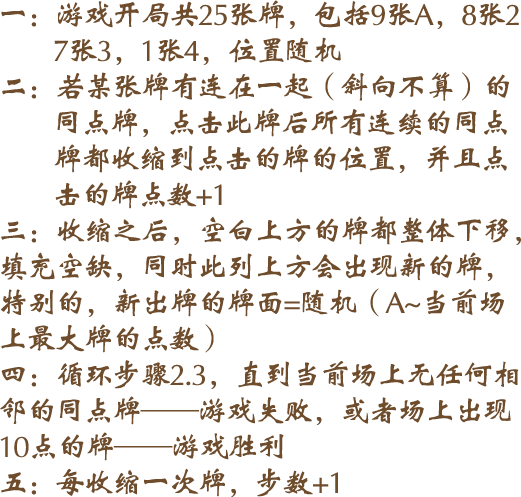 一：游戏开局共25张牌，包括9张A，8张2
7张3，1张4，位置随机
二：若某张牌有连在一起（斜向不算）的
同点牌，点击此牌后所有连续的同点
牌都收缩到点击的牌的位置，并且点
击的牌点数+1
三：收缩之后，空白上方的牌都整体下移，
填充空缺，同时此列上方会出现新的牌，
特别的，新出牌的牌面=随机（A~当前场
上最大牌的点数）
四：循环步骤2.3，直到当前场上无任何相
邻的同点牌——游戏失败，或者场上出现
10点的牌——游戏胜利
五：每收缩一次牌，步数+1